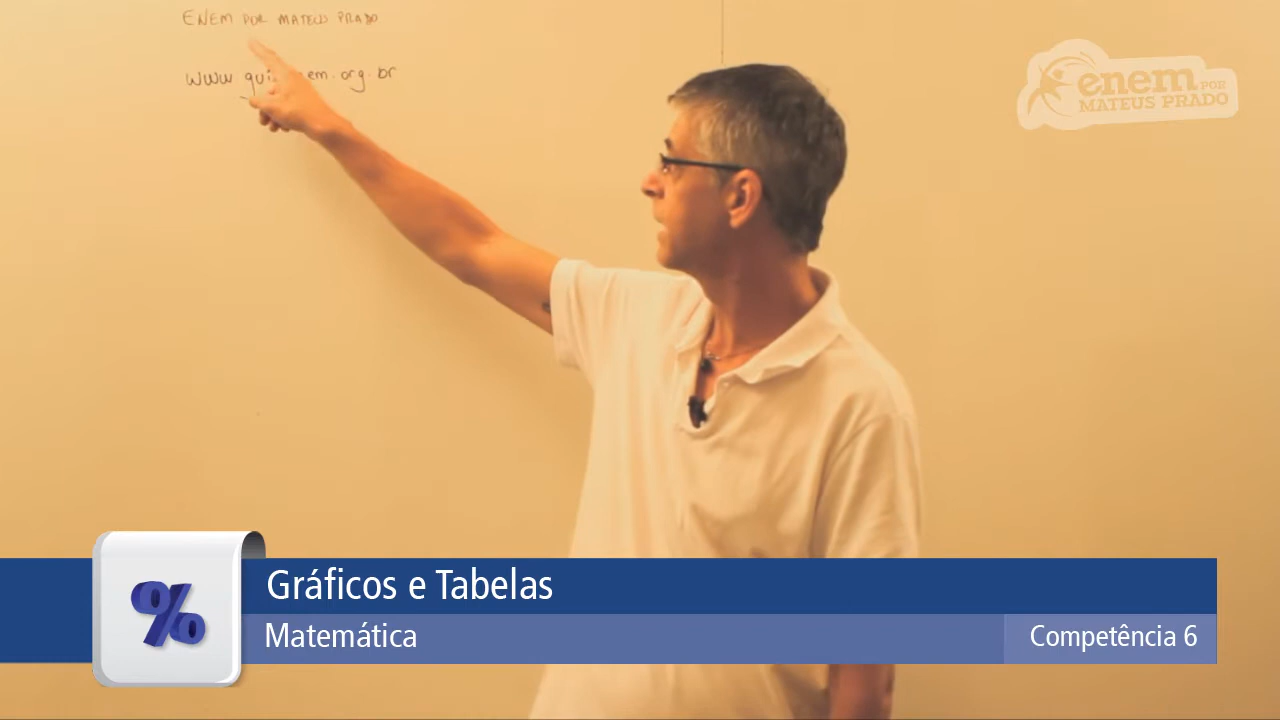 ENEM POR MATEUS PRADO
www
em.org.br
enem POR
MATEUS PRADO
%
Gráficos e Tabelas
Matemática
Competência 6